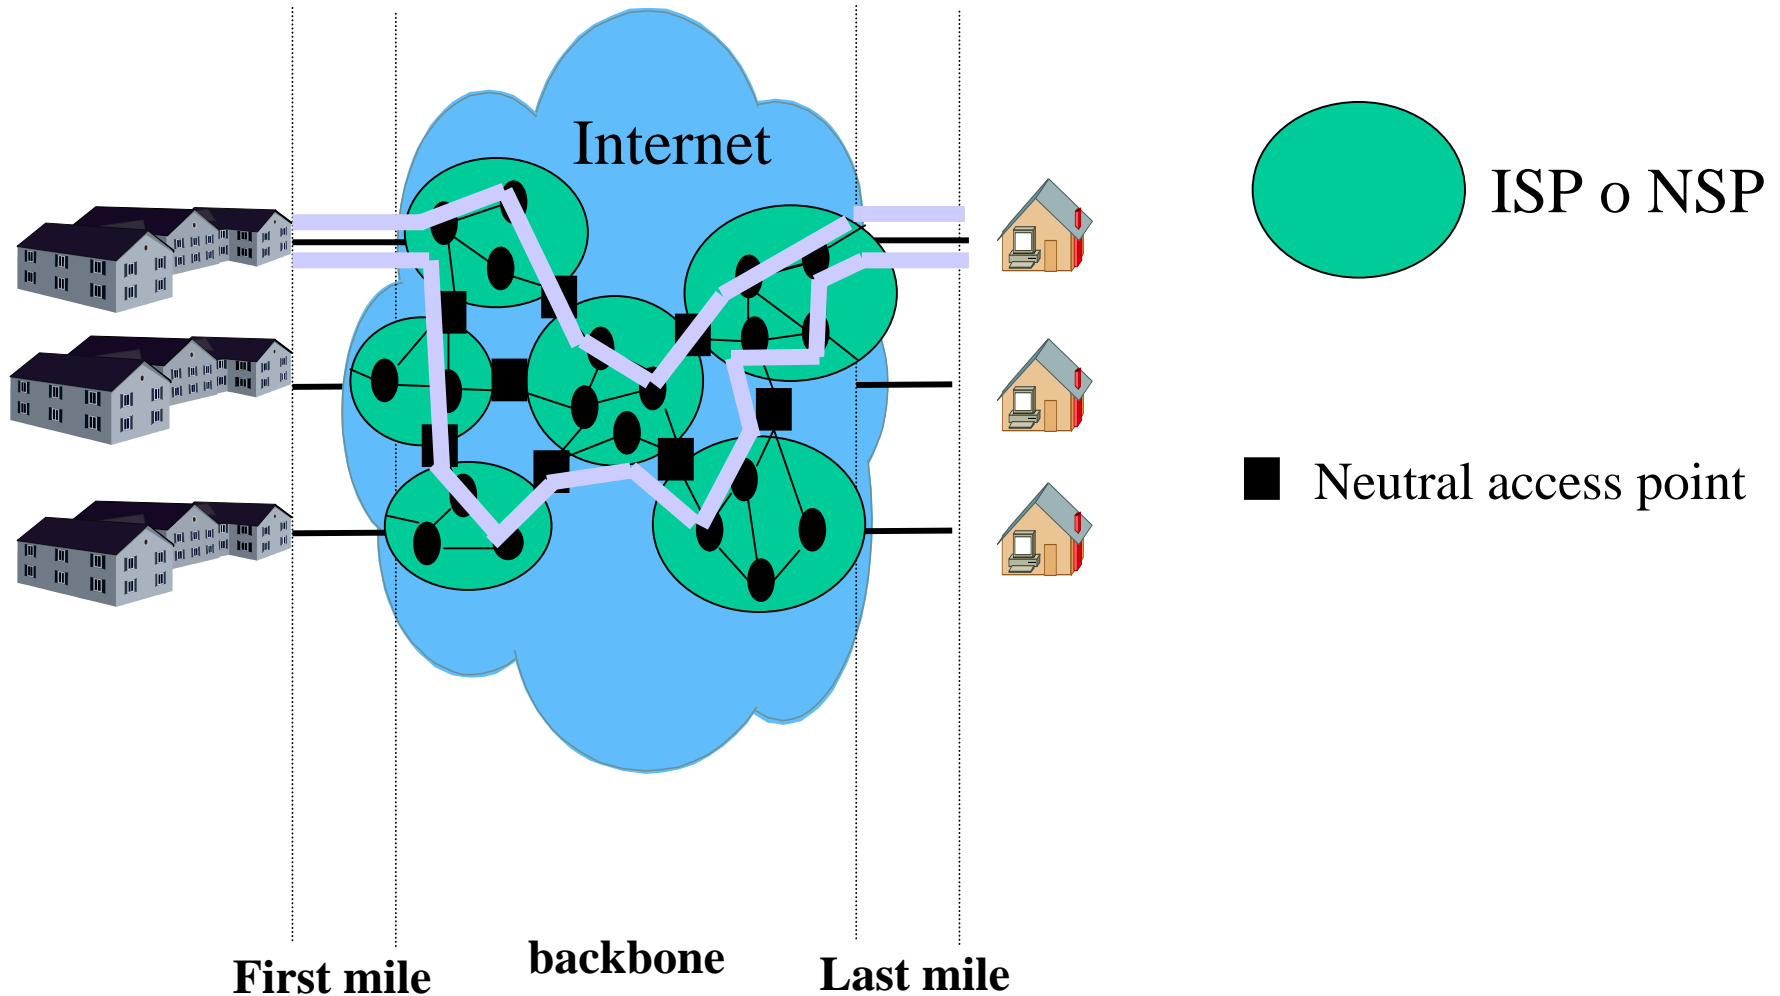 Internet
ISP o NSP
Neutral access point
First mile
backbone
Last mile